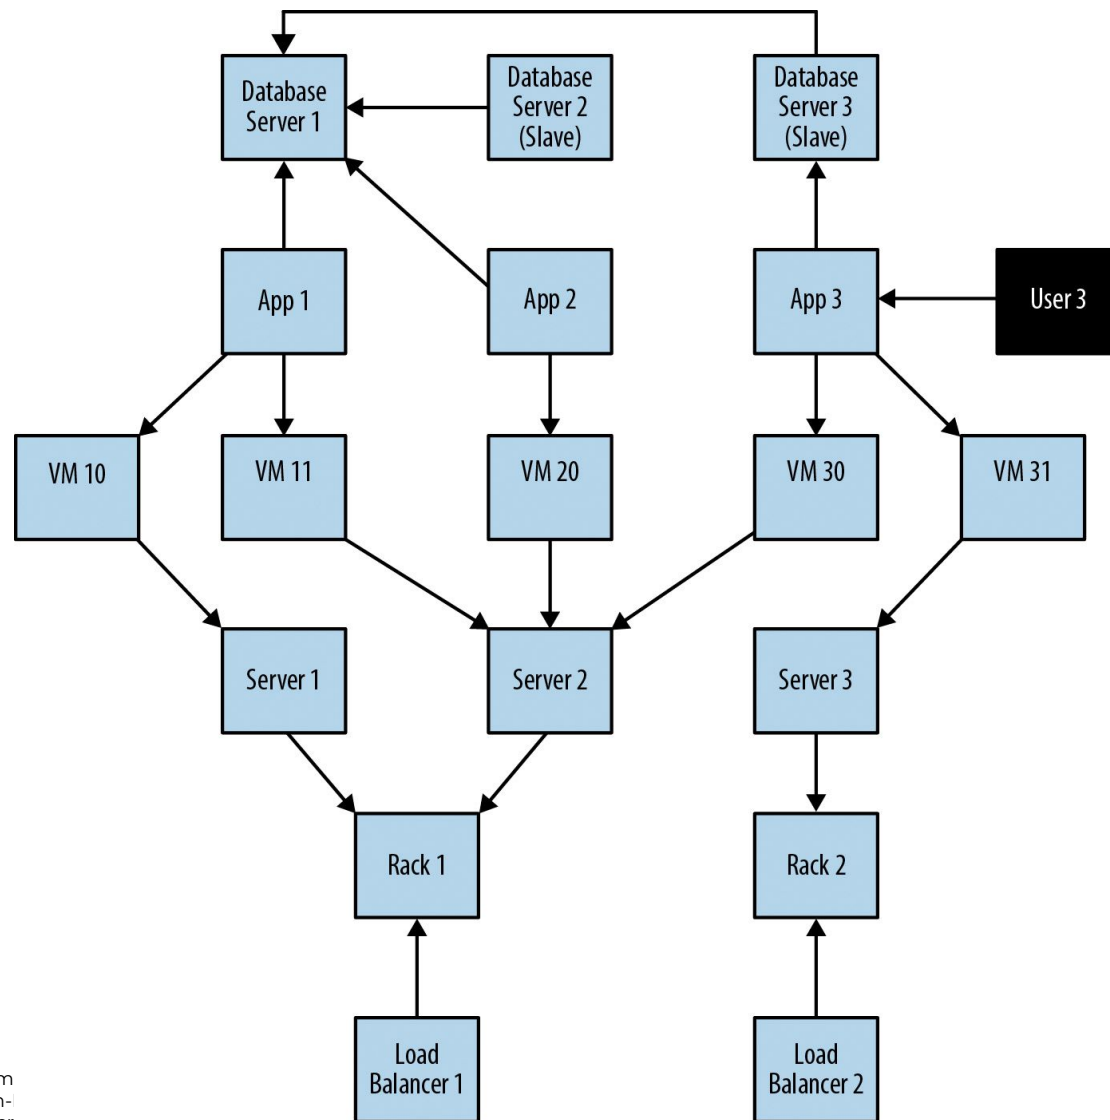 Database
Server 1
Database
Server 2
(Slave)
Database
Server 3
(Slave)
App 1
App 2
App 3
User 3
VM 10
VM 11
VM 20
VM 30
VM 31
Server 1
Server 2
Server 3
Rack 1
Rack 2
Load
Balancer 1
Load
Balancer 2